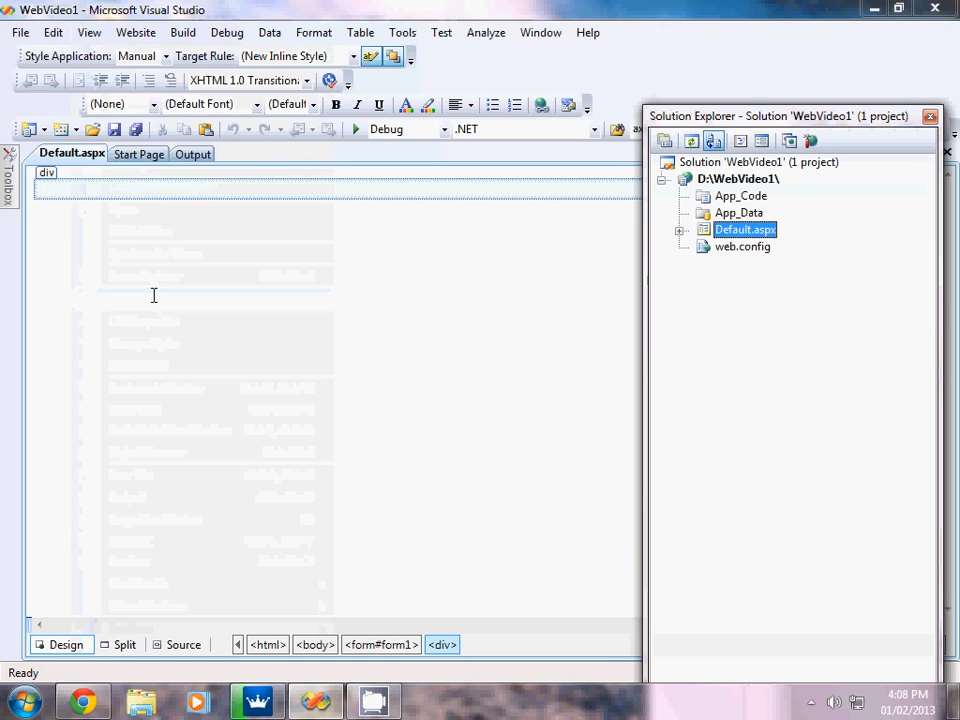 WebVideo1 - Microsoft Visual Studio
File Edit View Website Build Debug Data Format Table Tools Test Analyze Window Help
Style Application: Manual Target Rule: (New Inline Style)
XHTML 1.0 Transition
(None) (Default Font) (Default
Debug .NET
Solution Explorer - Solution 'WebVideo1' (1 project)
Default.aspx Start Page Output
Toolbox
div
Solution 'WebVideo1' (1 project)
D:\WebVideo1\
App_Code
App_Data
Default.aspx
web.config
Design Split Source <html> <body> <form#form1> <div>
Ready
4:08 PM
01/02/2013